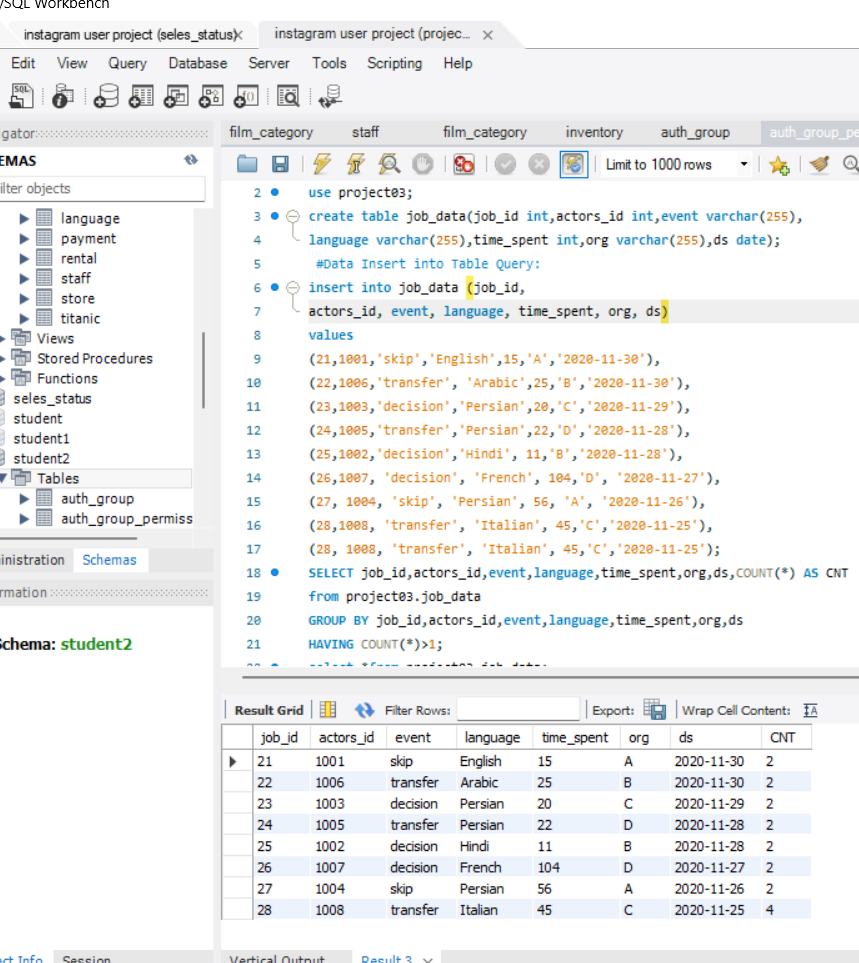 SQL Workbench
instagram user project (seles_status)
instagram user project (projec...
Edit View Query Database Server Tools Scripting Help
gator
film_category staff film_category inventory auth_group auth_group_pe
EMAS
Limit to 1000 rows
ilter objects
language
payment
rental
staff
store
titanic
Views
Stored Procedures
Functions
seles_status
student
student1
student2
Tables
auth_group
auth_group_permiss
inistration Schemas
rmation
Schema: student2
2 use project03;
3 create table job_data(job_id int,actors_id int,event varchar(255),
4 language varchar(255),time_spent int,org varchar(255),ds date);
5 #Data Insert into Table Query:
6 insert into job_data (job_id,
7 actors_id, event, language, time_spent, org, ds)
8 values
9 (21,1001,'skip','English',15,'A','2020-11-30'),
10 (22,1006,'transfer', 'Arabic',25,'B','2020-11-30'),
11 (23,1003,'decision','Persian',20,'C','2020-11-29'),
12 (24,1005,'transfer','Persian',22,'D','2020-11-28'),
13 (25,1002,'decision','Hindi', 11,'B','2020-11-28'),
14 (26,1007, 'decision', 'French', 104,'D', '2020-11-27'),
15 (27, 1004, 'skip', 'Persian', 56, 'A', '2020-11-26'),
16 (28,1008, 'transfer', 'Italian', 45,'C','2020-11-25'),
17 (28, 1008, 'transfer', 'Italian', 45,'C','2020-11-25');
18 SELECT job_id,actors_id,event,language,time_spent,org,ds,COUNT(*) AS CNT
19 from project03.job_data
20 GROUP BY job_id,actors_id,event,language,time_spent,org,ds
21 HAVING COUNT(*)>1;
Result Grid Filter Rows: Export: Wrap Cell Content:
job_id actors_id event language time_spent org ds CNT
21 1001 skip English 15 A 2020-11-30 2
22 1006 transfer Arabic 25 B 2020-11-30 2
23 1003 decision Persian 20 C 2020-11-29 2
24 1005 transfer Persian 22 D 2020-11-28 2
25 1002 decision Hindi 11 B 2020-11-28 2
26 1007 decision French 104 D 2020-11-27 2
27 1004 skip Persian 56 A 2020-11-26 2
28 1008 transfer Italian 45 C 2020-11-25 4
ect Info Session
Vertical Output Result 3